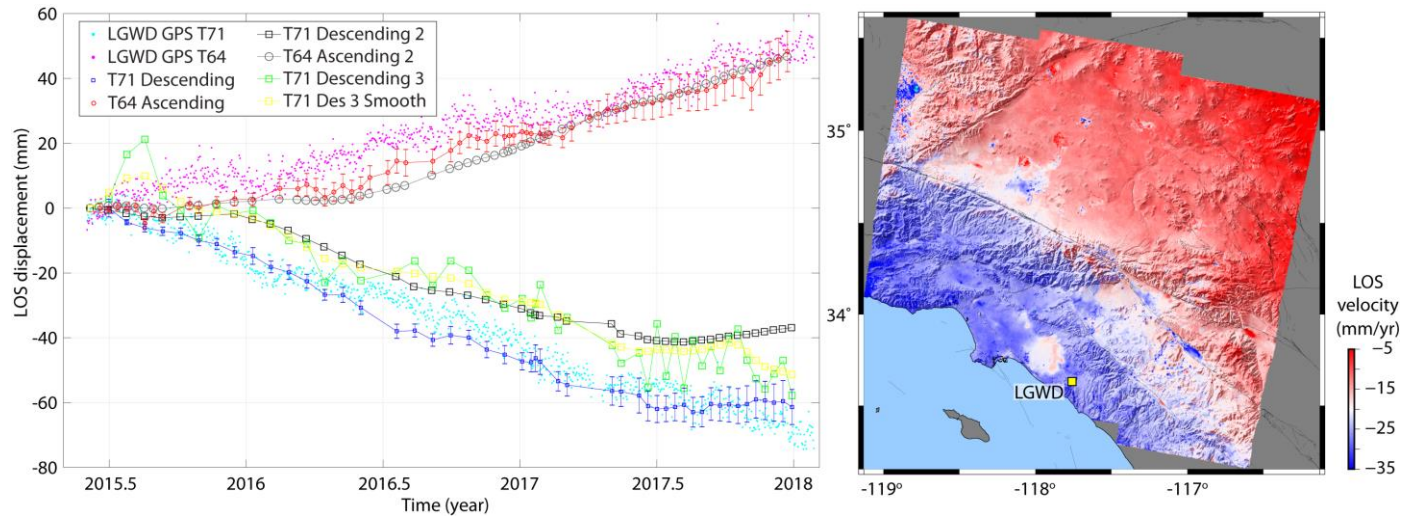 LGWD GPS T71
LGWD GPS T64
T71 Descending
T64 Ascending
T71 Descending 2
T64 Ascending 2
T71 Descending 3
T71 Des 3 Smooth
LOS displacement (mm)
60
40
20
0
-20
-40
-60
-80
2015.5
2016
2016.5
2017
2017.5
2018
Time (year)
35°
34°
-119°
-118°
-117°
LGWD
LOS
velocity
(mm/yr)
−5
−15
−25
−35